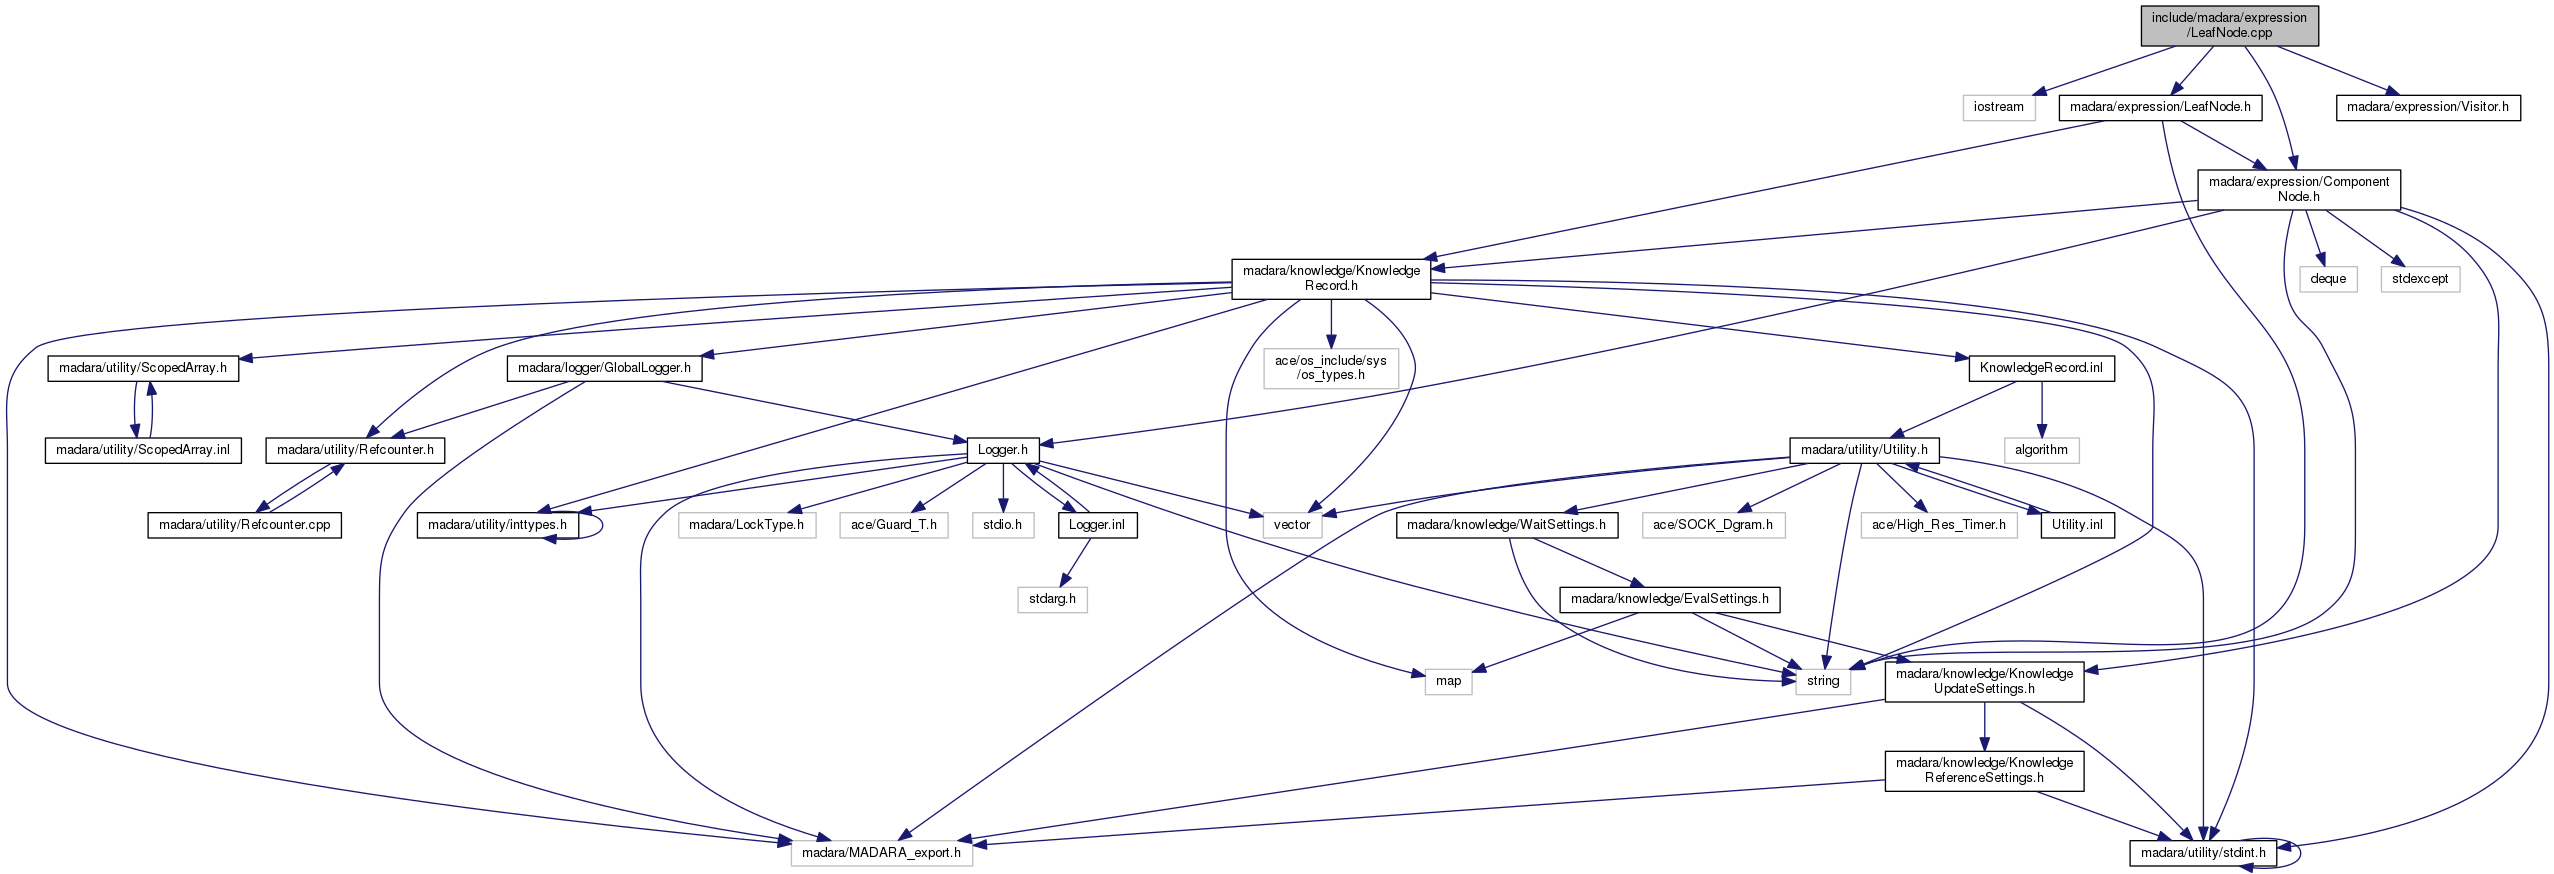 include/madara/expression
/LeafNode.cpp
iostream
madara/expression/LeafNode.h
madara/expression/Visitor.h
madara/expression/Component
Node.h
madara/knowledge/Knowledge
Record.h
deque
stdexcept
madara/utility/ScopedArray.h
madara/logger/GlobalLogger.h
ace/os_include/sys
/os_types.h
KnowledgeRecord.inl
madara/utility/ScopedArray.inl
madara/utility/Refcounter.h
Logger.h
madara/utility/Utility.h
algorithm
madara/utility/Refcounter.cpp
madara/utility/inttypes.h
madara/LockType.h
ace/Guard_T.h
stdio.h
Logger.inl
vector
madara/knowledge/WaitSettings.h
ace/SOCK_Dgram.h
ace/High_Res_Timer.h
Utility.inl
stdarg.h
madara/knowledge/EvalSettings.h
map
string
madara/knowledge/Knowledge
UpdateSettings.h
madara/knowledge/Knowledge
ReferenceSettings.h
madara/MADARA_export.h
madara/utility/stdint.h